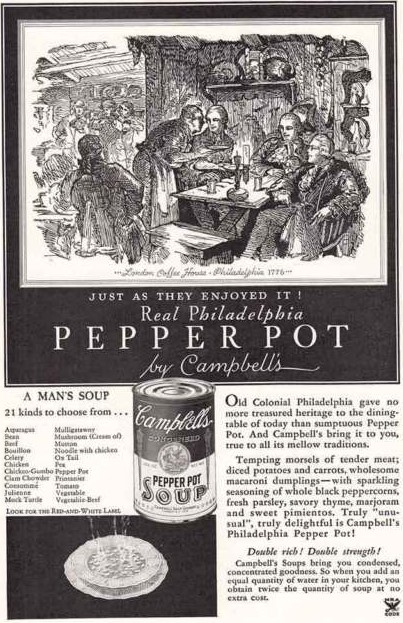 London Coffee House - Philadelphia 1776
JUST AS THEY ENJOYED IT!
Real Philadelphia
PEPPER POT
by Campbell's
A MAN'S SOUP
21 kinds to choose from ...
Asparagus
Bean
Beef
Bouillon
Celery
Chicken
Chicken-Gumbo
Clam Chowder
Consommé
Julienne
Mock Turtle
Mulligatawny
Mushroom (Cream of)
Mutton
Noodle with chicken
Ox Tail
Pea
Pepper Pot
Printanier
Tomato
Vegetable
Vegetable-Beef
LOOK FOR THE RED-AND-WHITE LABEL
Campbell's
CONDENSED
PEPPER POT
SOUP
Old Colonial Philadelphia gave no
more treasured heritage to the dining-
table of today than sumptuous Pepper
Pot. And Campbell's bring it to you,
true to all its mellow traditions.
Tempting morsels of tender meat;
diced potatoes and carrots, wholesome
macaroni dumplings—with sparkling
seasoning of whole black peppercorns,
fresh parsley, savory thyme, marjoram
and sweet pimientos. Truly "unu-
sual", truly delightful is Campbell's
Philadelphia Pepper Pot!
Double rich! Double strength!
Campbell's Soups bring you condensed,
concentrated goodness. So when you add an
equal quantity of water in your kitchen, you
obtain twice the quantity of soup at no
extra cost.
NRA
CODE